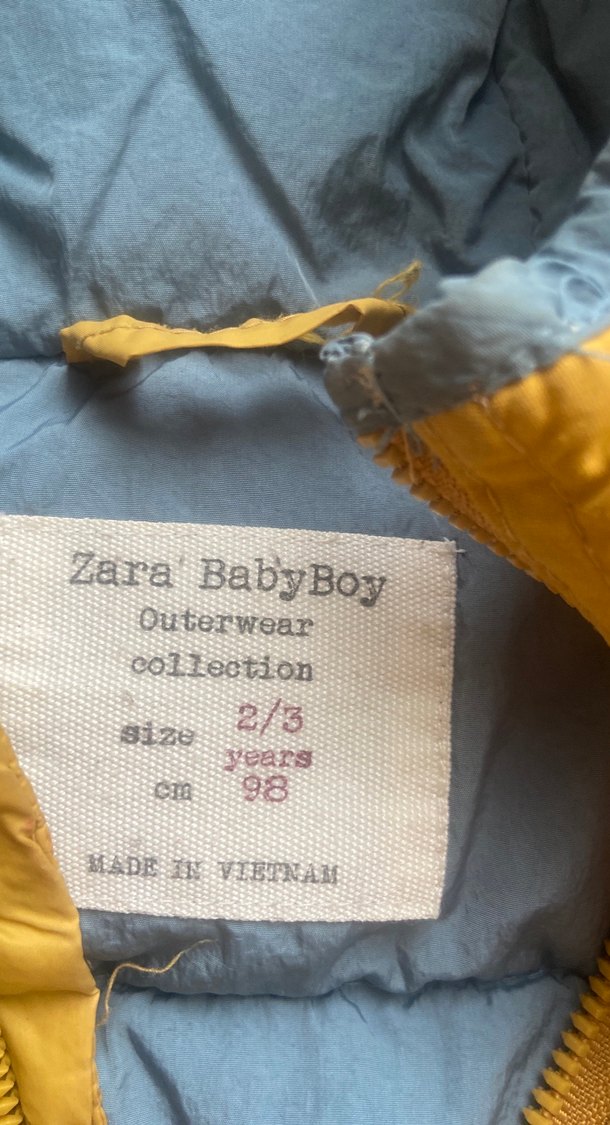 Zara BabyBoy
Outerwear
collection
size 2/3
years
cm 98
MADE IN VIETNAM